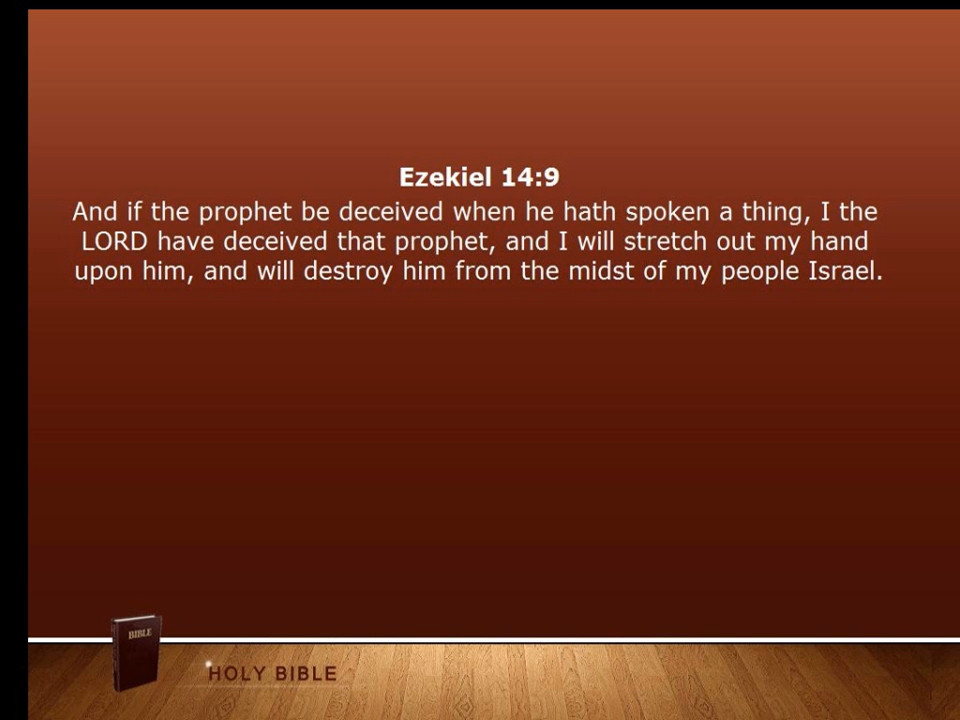 Ezekiel 14:9
And if the prophet be deceived when he hath spoken a thing, I the
LORD have deceived that prophet, and I will stretch out my hand
upon him, and will destroy him from the midst of my people Israel.
BIBLE
HOLY BIBLE